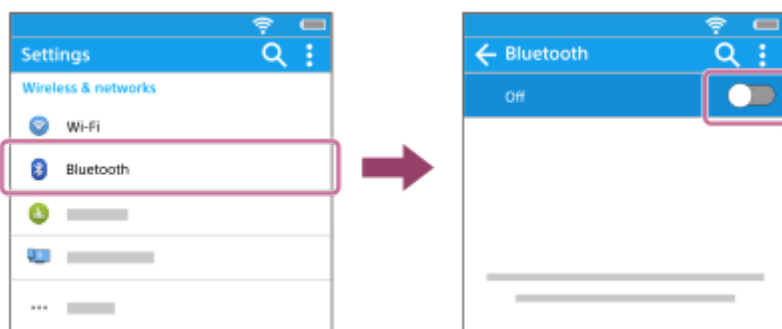 Settings
Wireless & networks
Wi-Fi
Bluetooth
Bluetooth
Off